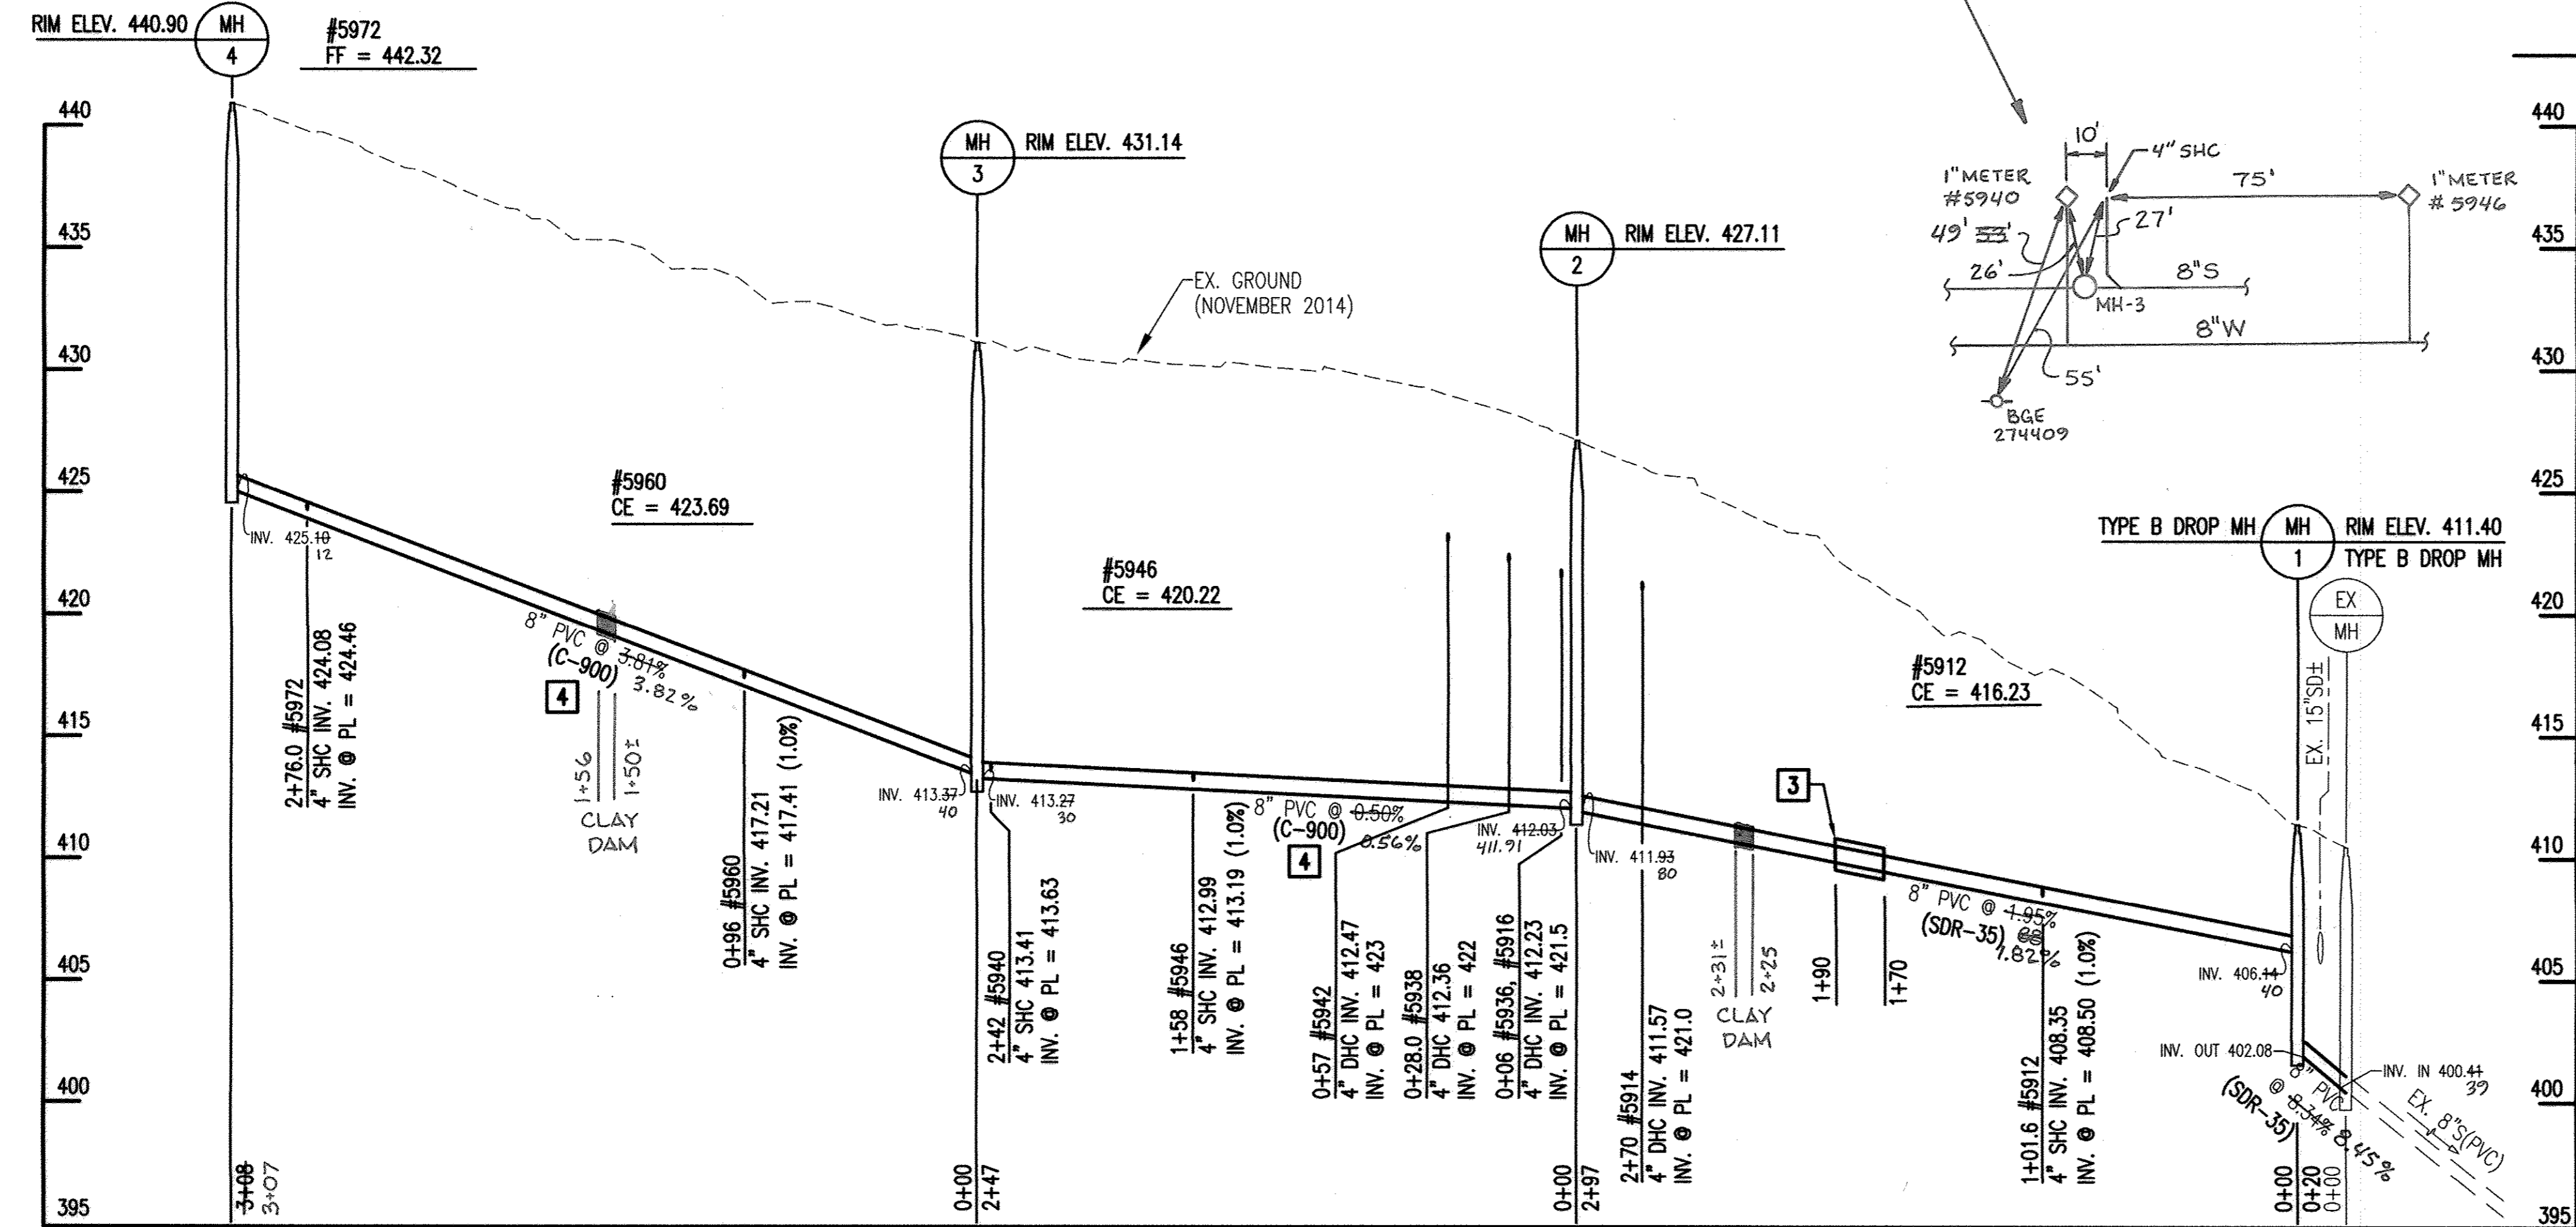 RIM ELEV. 440.90
MH
4
#5972
FF = 442.32
MH
3
RIM ELEV. 431.14
MH
2
RIM ELEV. 427.11
EX. GROUND
(NOVEMBER 2014)
10'
4" SHC
1" METER
#5940
75'
1" METER
# 5946
49' 53'
27'
26'
8"S
MH-3
8"W
55'
BGE
274409
440
435
430
425
420
415
410
405
400
395
440
435
430
425
420
415
410
405
400
395
TYPE B DROP MH
MH
1
RIM ELEV. 411.40
TYPE B DROP MH
EX
MH
EX. 15"SD±
INV. 425.10
12
#5960
CE = 423.69
#5946
CE = 420.22
#5912
CE = 416.23
8" PVC @ 3.81%
(C-900) 3.82%
4
2+76.0 #5972
4" SHC INV. 424.08
INV. @ PL = 424.46
1+56
1+50±
CLAY
DAM
0+96 #5960
4" SHC INV. 417.21
INV. @ PL = 417.41 (1.0%)
INV. 413.37
40
INV. 413.27
30
2+42 #5940
4" SHC 413.41
INV. @ PL = 413.63
1+58 #5946
4" SHC INV. 412.99
INV. @ PL = 413.19 (1.0%)
8" PVC @ 0.50%
(C-900) 0.56%
4
0+57 #5942
4" DHC INV. 412.47
INV. @ PL = 423
0+28.0 #5938
4" DHC 412.36
INV. @ PL = 422
INV. 412.03
411.91
0+06 #5936, #5916
4" DHC INV. 412.23
INV. @ PL = 421.5
INV. 411.93
80
2+70 #5914
4" DHC INV. 411.57
INV. @ PL = 421.0
2+31±
2+25
CLAY
DAM
3
1+90
1+70
8" PVC @ 1.95%
(SDR-35)
1.82%
1+01.6 #5912
4" SHC INV. 408.35
INV. @ PL = 408.50 (1.0%)
INV. 406.14
40
INV. OUT 402.08
INV. IN 400.41
39
8" PVC
@ 8.34% 8.45%
(SDR-35)
EX. 8"S(PVC)
3+08
3+07
0+00
2+47
0+00
2+97
0+00
0+20
0+00